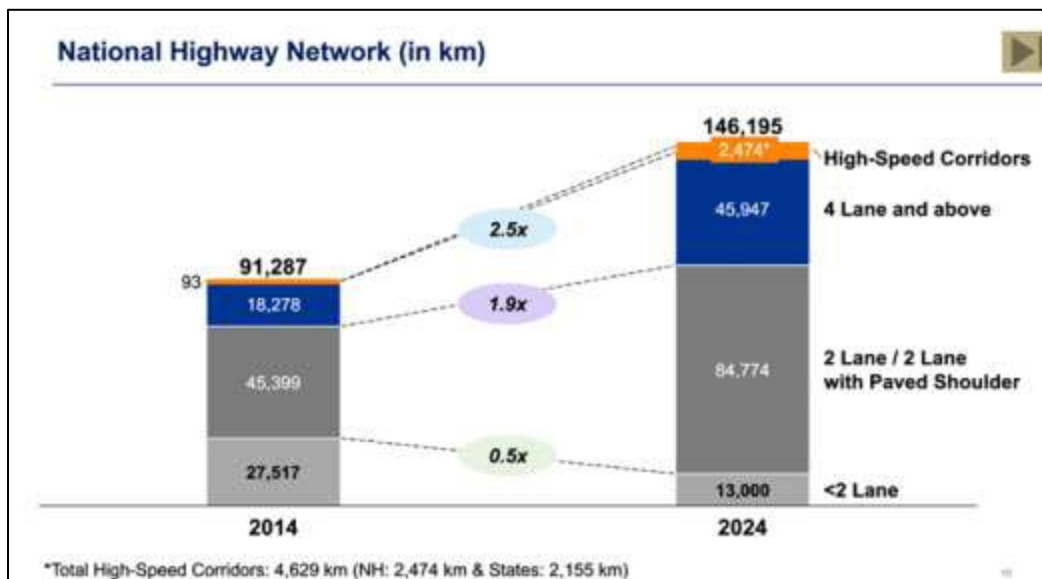 National Highway Network (in km)
146,195
2,474*
High-Speed Corridors
45,947
4 Lane and above
2.5x
91,287
93
18,278
1.9x
45,399
84,774
2 Lane / 2 Lane
with Paved Shoulder
0.5x
27,517
13,000
<2 Lane
2014
2024
*Total High-Speed Corridors: 4,629 km (NH: 2,474 km & States: 2,155 km)